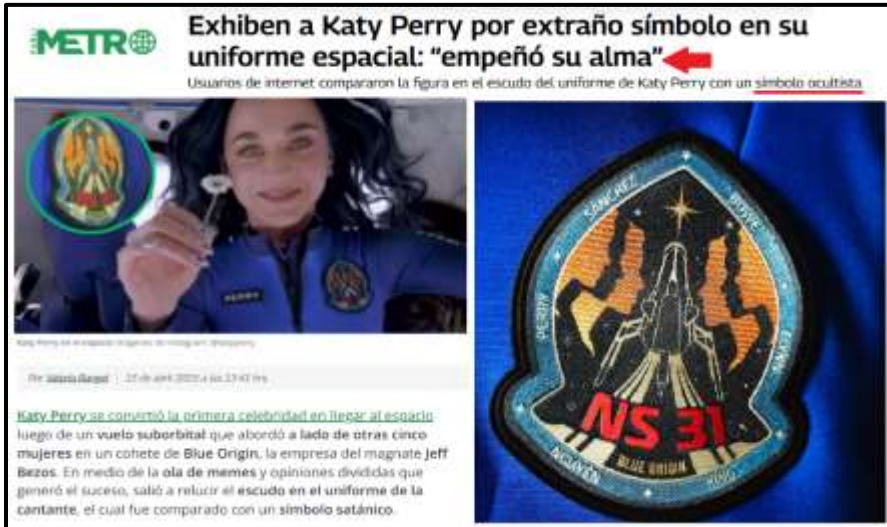 METRO
Exhiben a Katy Perry por extraño símbolo en su
uniforme espacial: “empeñó su alma”
Usuarios de internet compararon la figura en el escudo del uniforme de Katy Perry con un símbolo ocultista
PERRY
Katy Perry se convirtió la primera celebridad en llegar al espacio
luego de un vuelo suborbital que abordó a lado de otras cinco
mujeres en un cohete de Blue Origin, la empresa del magnate Jeff
Bezos. En medio de la ola de memes y opiniones divididas que
generó el suceso, salió a relucir el escudo en el uniforme de la
cantante, el cual fue comparado con un símbolo satánico.
SÁNCHEZ
BOWE
PERRY
FLYNN
NS 31
BLUE ORIGIN
NGUYEN